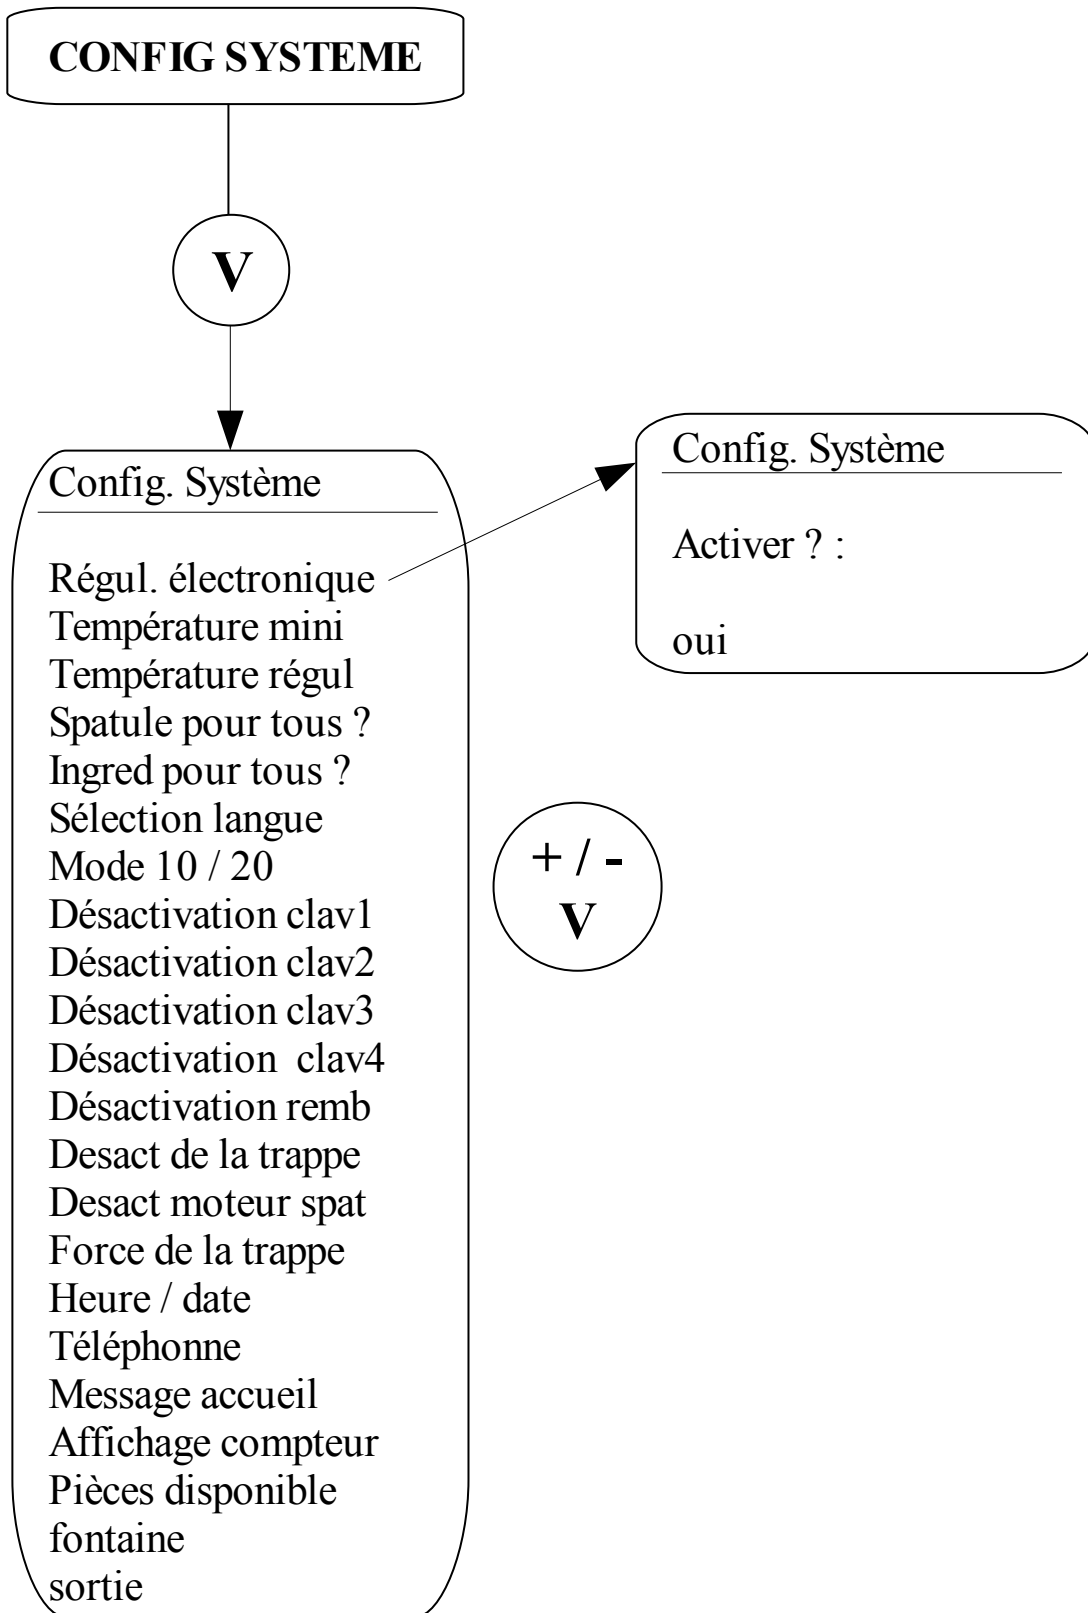 CONFIG SYSTEME
V
Config. Système
Régul. électronique
Température mini
Température régul
Spatule pour tous ?
Ingred pour tous ?
Sélection langue
Mode 10 / 20
Désactivation clav1
Désactivation clav2
Désactivation clav3
Désactivation  clav4
Désactivation remb
Desact de la trappe
Desact moteur spat
Force de la trappe
Heure / date
Téléphonne
Message accueil
Affichage compteur
Pièces disponible
fontaine
sortie
Config. Système
Activer ? :
oui
+ / -
V